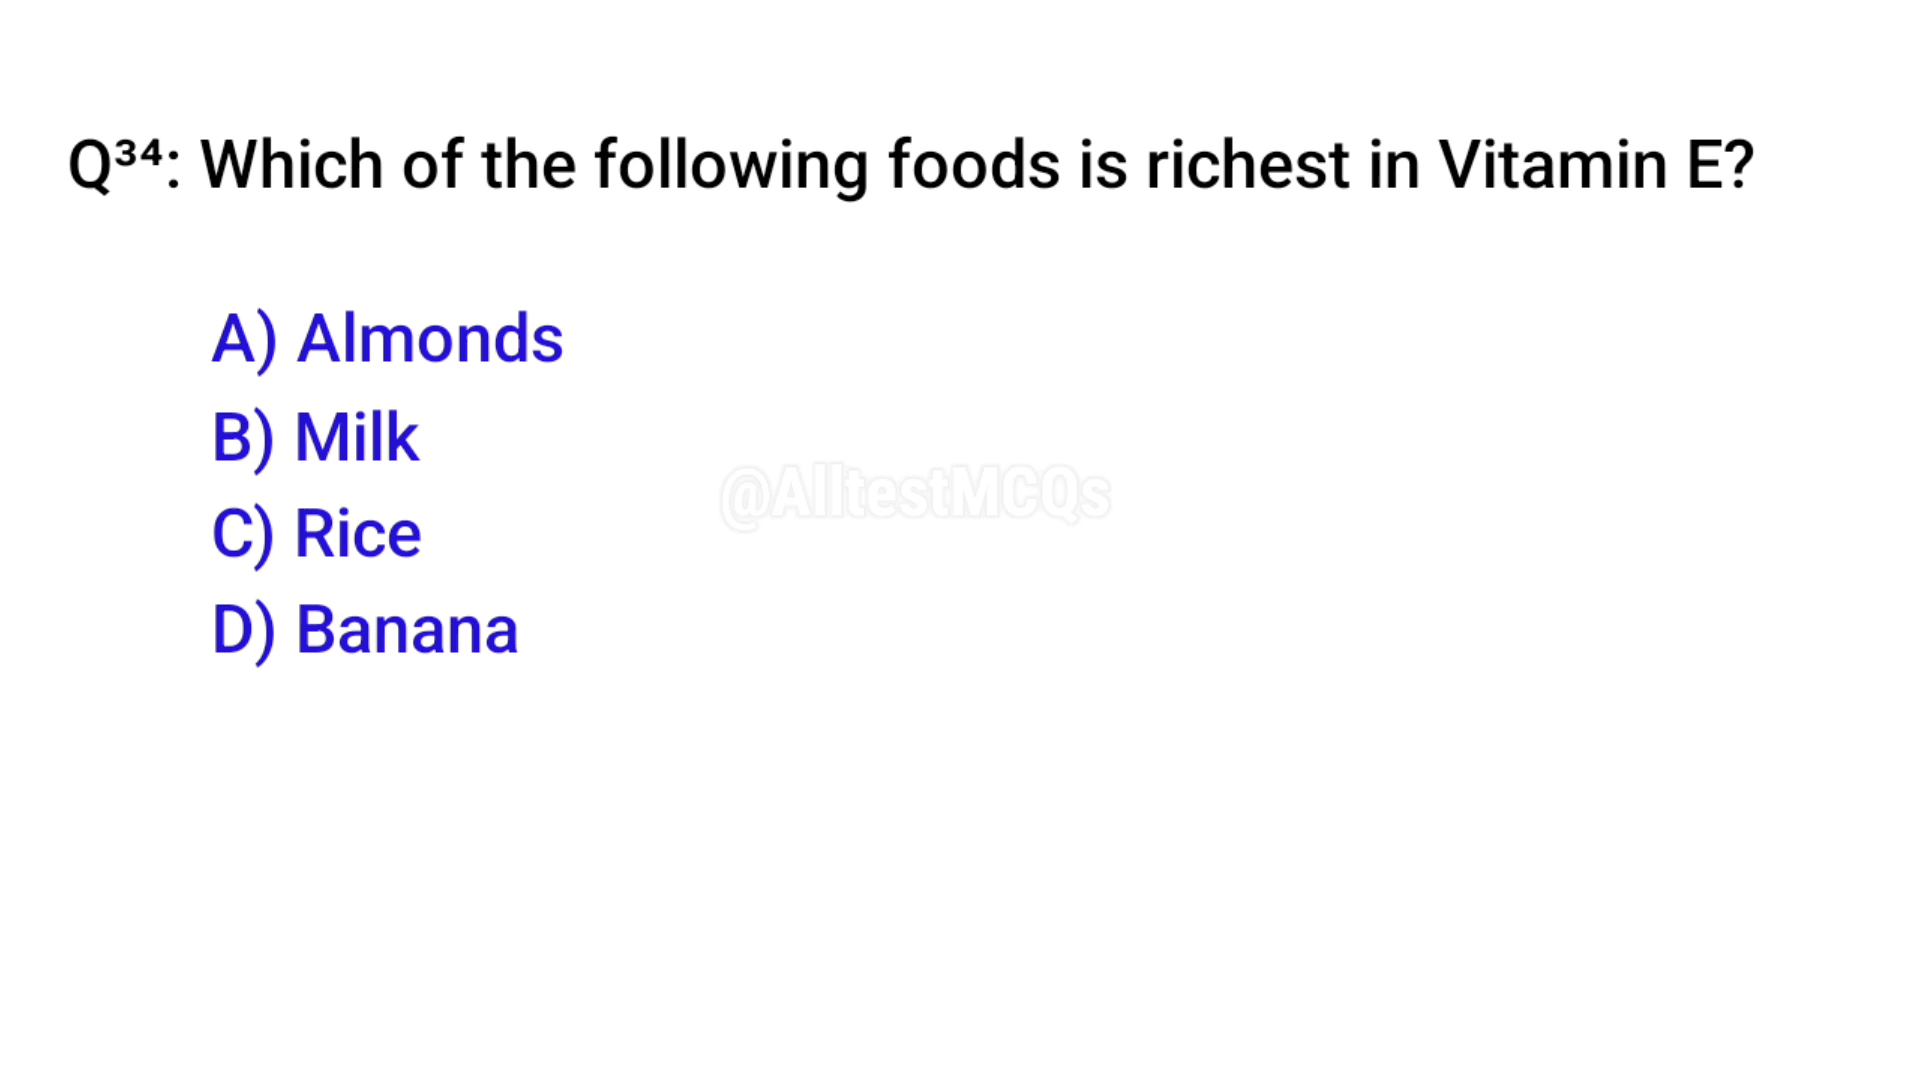 Q³⁴: Which of the following foods is richest in Vitamin E?
A) Almonds
B) Milk
@AlltestMCQs
C) Rice
D) Banana